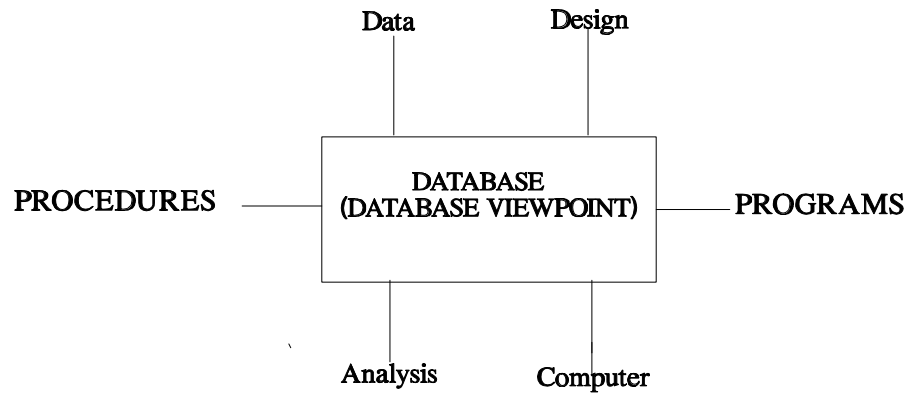 Data
Design
DATABASE
(DATABASE VIEWPOINT)
PROCEDURES
PROGRAMS
Analysis
Computer